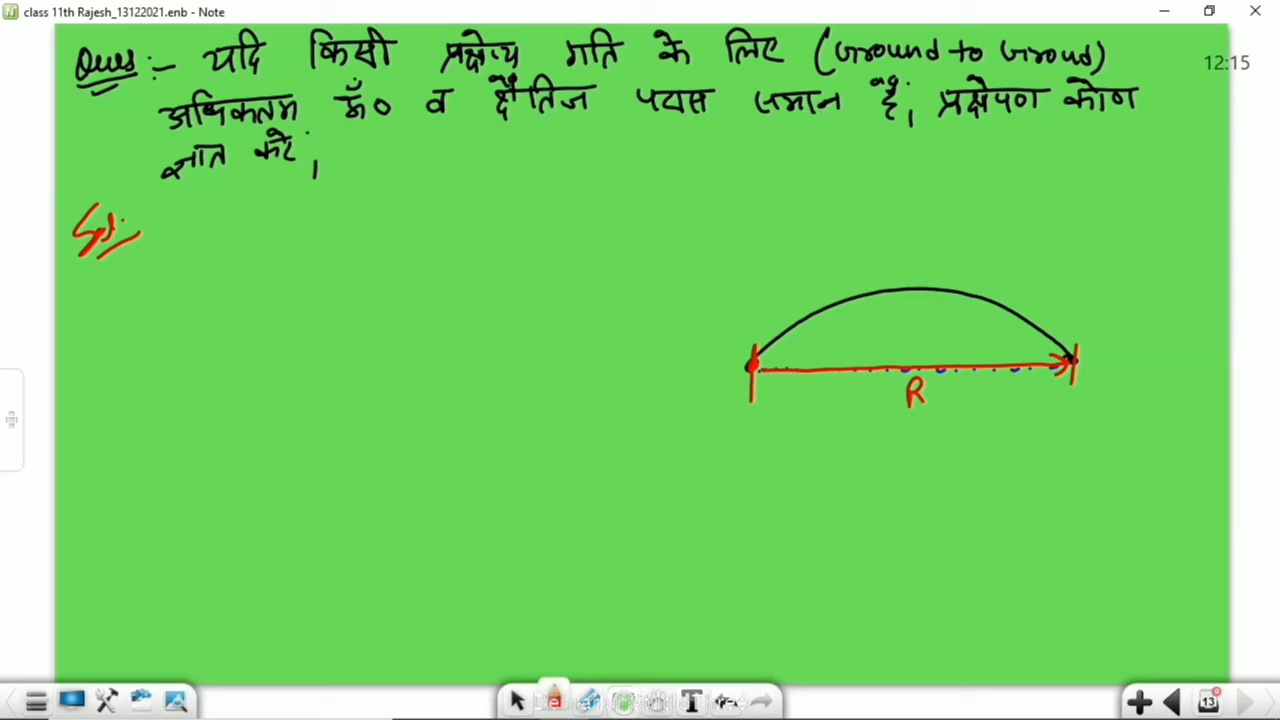 class 11th Rajesh_13122021.enb - Note
12:15
Ques :- यदि किसी प्रक्षेप्य गति के लिए (Ground to Ground)
अधिकतम ऊँ० व क्षैतिज परास समान हैं, प्रक्षेपण कोण
ज्ञात करें,
Sol.
R
13